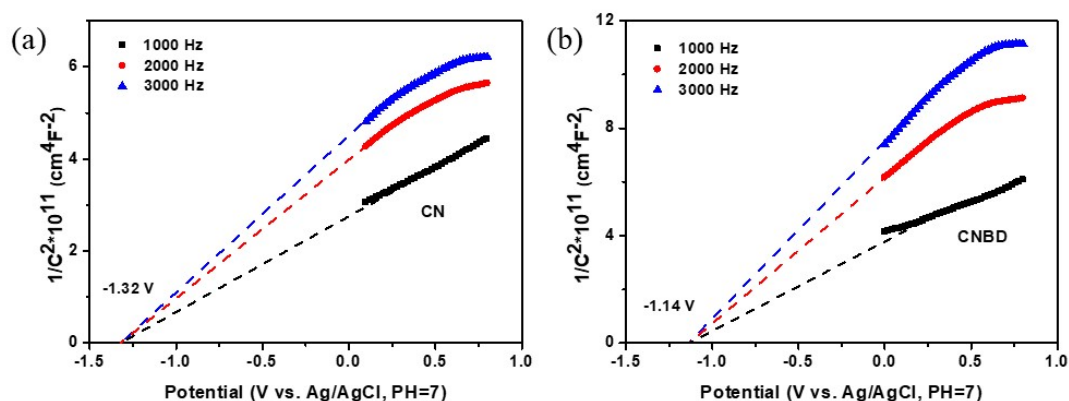 (a)
1000 Hz
2000 Hz
3000 Hz
6
4
2
0
1/C²*10¹¹ (cm⁴F⁻²)
CN
-1.32 V
-1.5
-1.0
-0.5
0.0
0.5
1.0
Potential (V vs. Ag/AgCl, PH=7)
(b)
1000 Hz
2000 Hz
3000 Hz
12
8
4
0
1/C²*10¹¹ (cm⁴F⁻²)
CNBD
-1.14 V
-1.5
-1.0
-0.5
0.0
0.5
1.0
Potential (V vs. Ag/AgCl, PH=7)